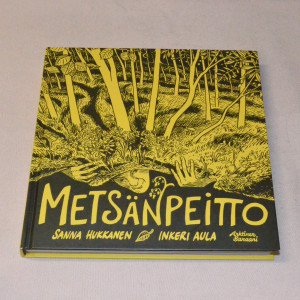 METSÄNPEITTO
SANNA HUKKANEN INKERI AULA
Arktinen Banaani